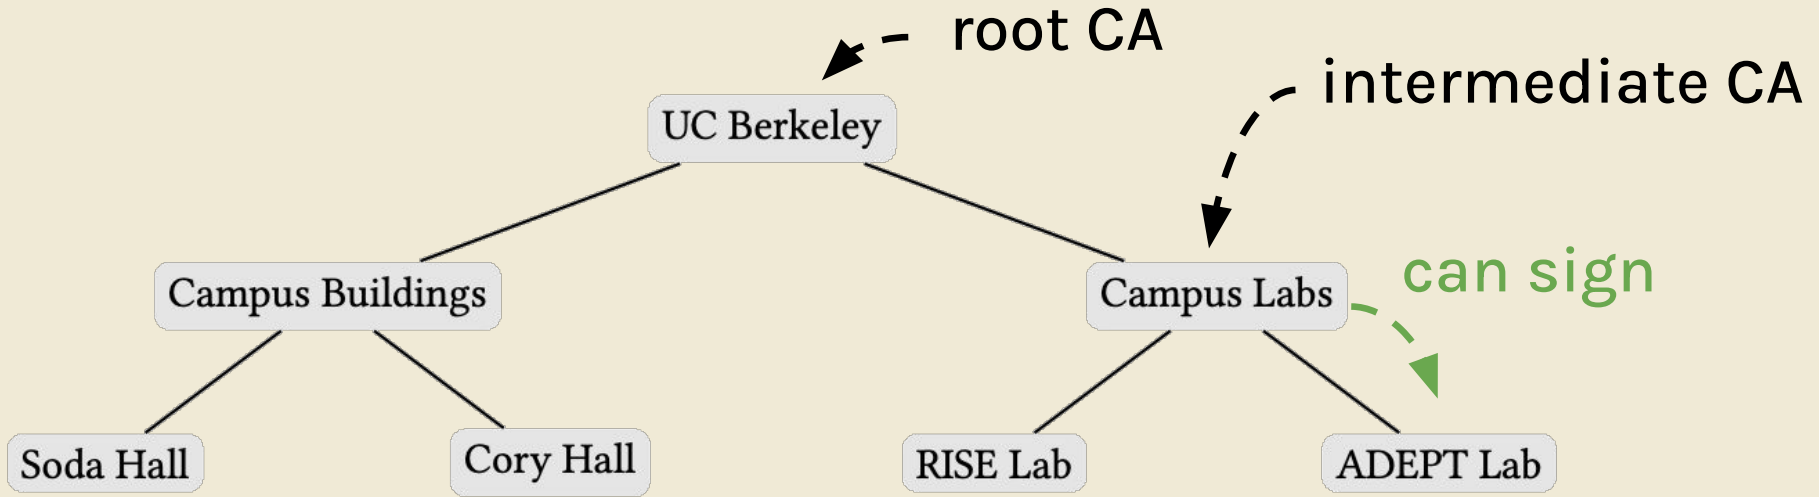 root CA
intermediate CA
UC Berkeley
can sign
Campus Buildings
Campus Labs
Soda Hall
Cory Hall
RISE Lab
ADEPT Lab